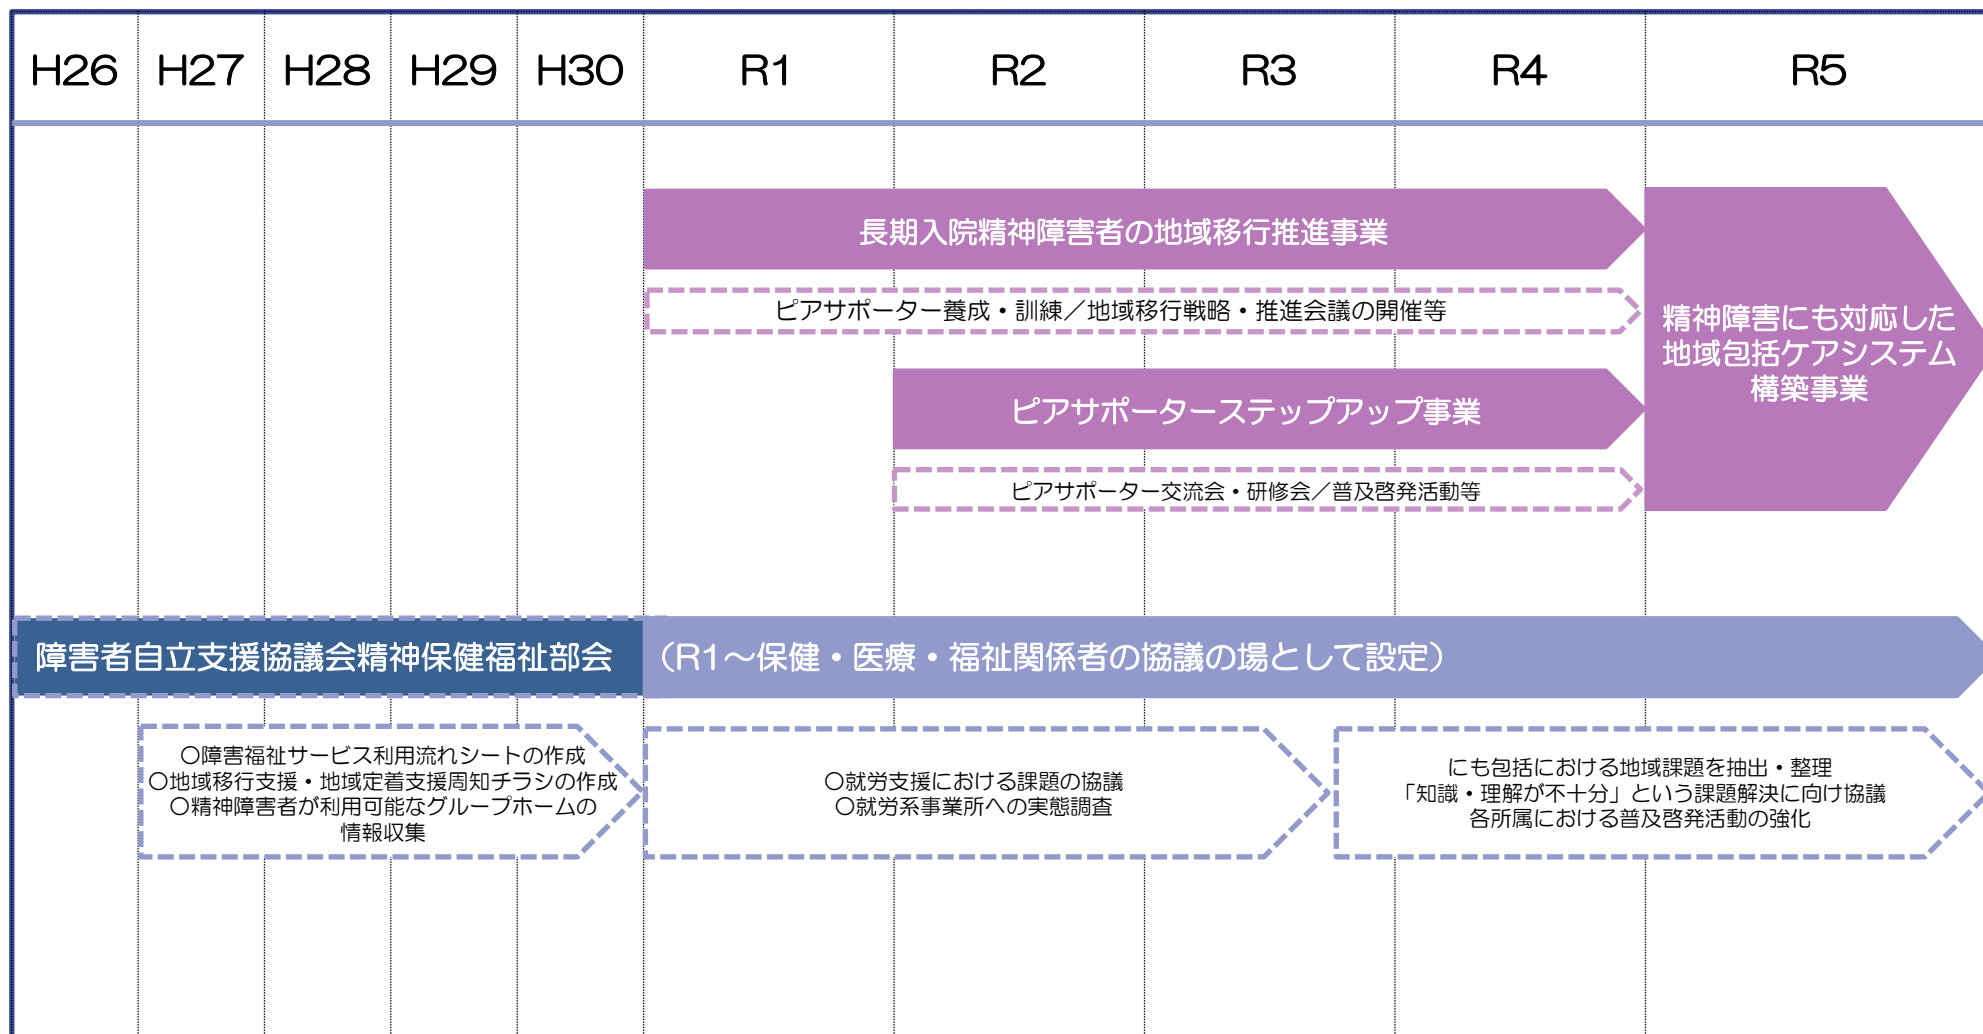 H26 H27 H28 H29 H30 R1 R2 R3 R4 R5
長期入院精神障害者の地域移行推進事業
ピアサポーター養成・訓練／地域移行戦略・推進会議の開催等
精神障害にも対応した
地域包括ケアシステム
構築事業
ピアサポーターステップアップ事業
ピアサポーター交流会・研修会／普及啓発活動等
障害者自立支援協議会精神保健福祉部会 （R1～保健・医療・福祉関係者の協議の場として設定）
○障害福祉サービス利用流れシートの作成
○地域移行支援・地域定着支援周知チラシの作成
○精神障害者が利用可能なグループホームの
情報収集
○就労支援における課題の協議
○就労系事業所への実態調査
にも包括における地域課題を抽出・整理
「知識・理解が不十分」という課題解決に向け協議
各所属における普及啓発活動の強化